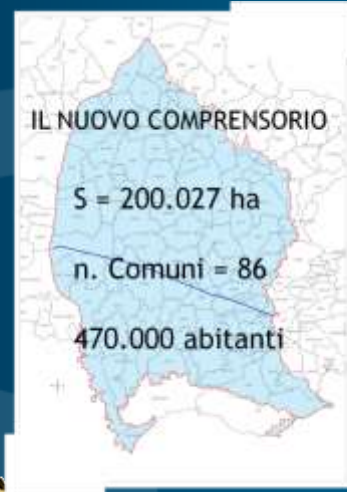 IL NUOVO COMPRENSORIO
S = 200.027 ha
n. Comuni = 86
470.000 abitanti